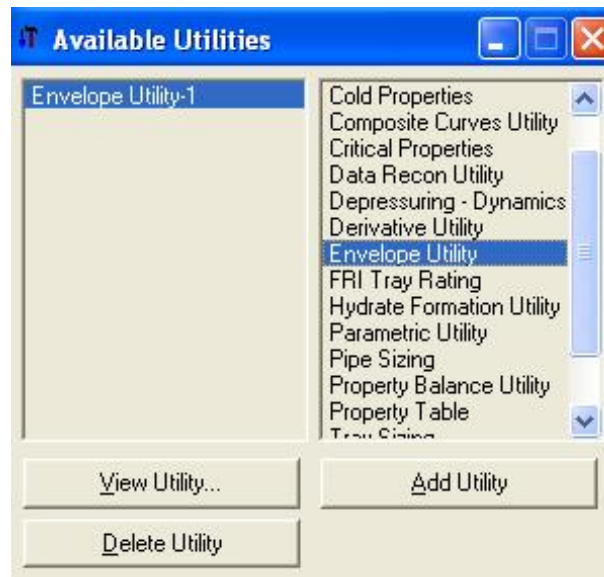 Available Utilities
Envelope Utility-1
Cold Properties
Composite Curves Utility
Critical Properties
Data Recon Utility
Depressuring - Dynamics
Derivative Utility
Envelope Utility
FRI Tray Rating
Hydrate Formation Utility
Parametric Utility
Pipe Sizing
Property Balance Utility
Property Table
Tray Sizing
View Utility...
Add Utility
Delete Utility